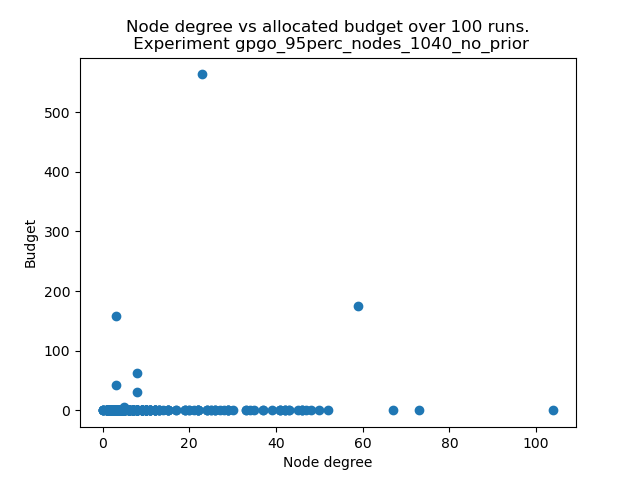 Node degree vs allocated budget over 100 runs.
Experiment gpgo_95perc_nodes_1040_no_prior
500
400
300
200
100
0
Budget
0 20 40 60 80 100
Node degree